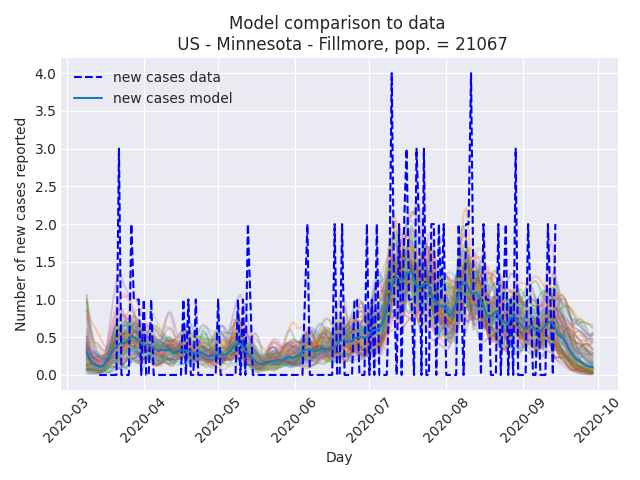 Model comparison to data
US - Minnesota - Fillmore, pop. = 21067
new cases data
new cases model
Number of new cases reported
4.0
3.5
3.0
2.5
2.0
1.5
1.0
0.5
0.0
2020-03
2020-04
2020-05
2020-06
2020-07
2020-08
2020-09
2020-10
Day